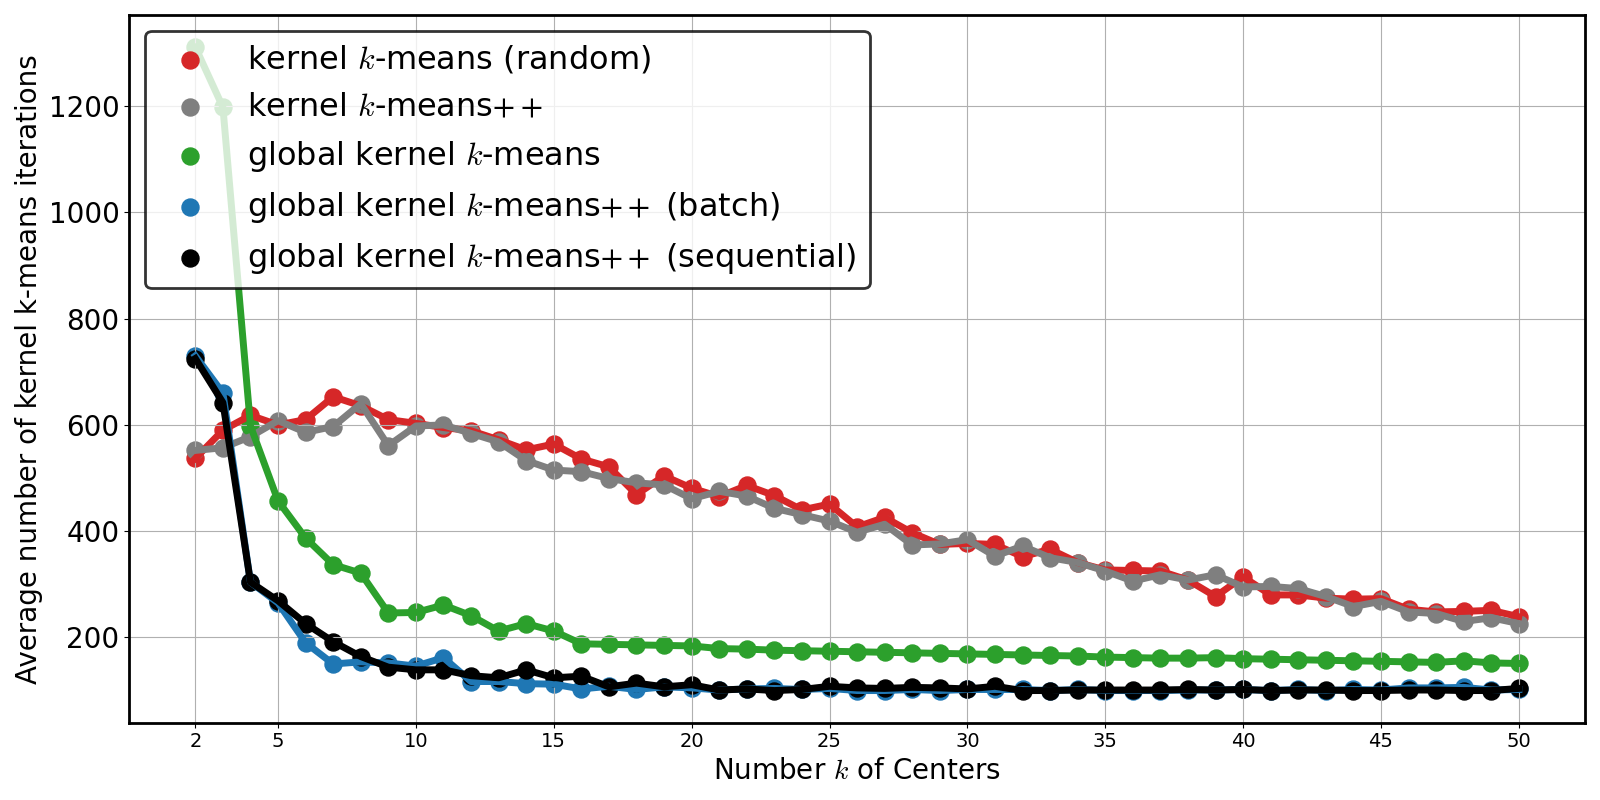 kernel k-means (random)
kernel k-means++
global kernel k-means
global kernel k-means++ (batch)
global kernel k-means++ (sequential)
Average number of kernel k-means iterations
1200
1000
800
600
400
200
2 5 10 15 20 25 30 35 40 45 50
Number k of Centers